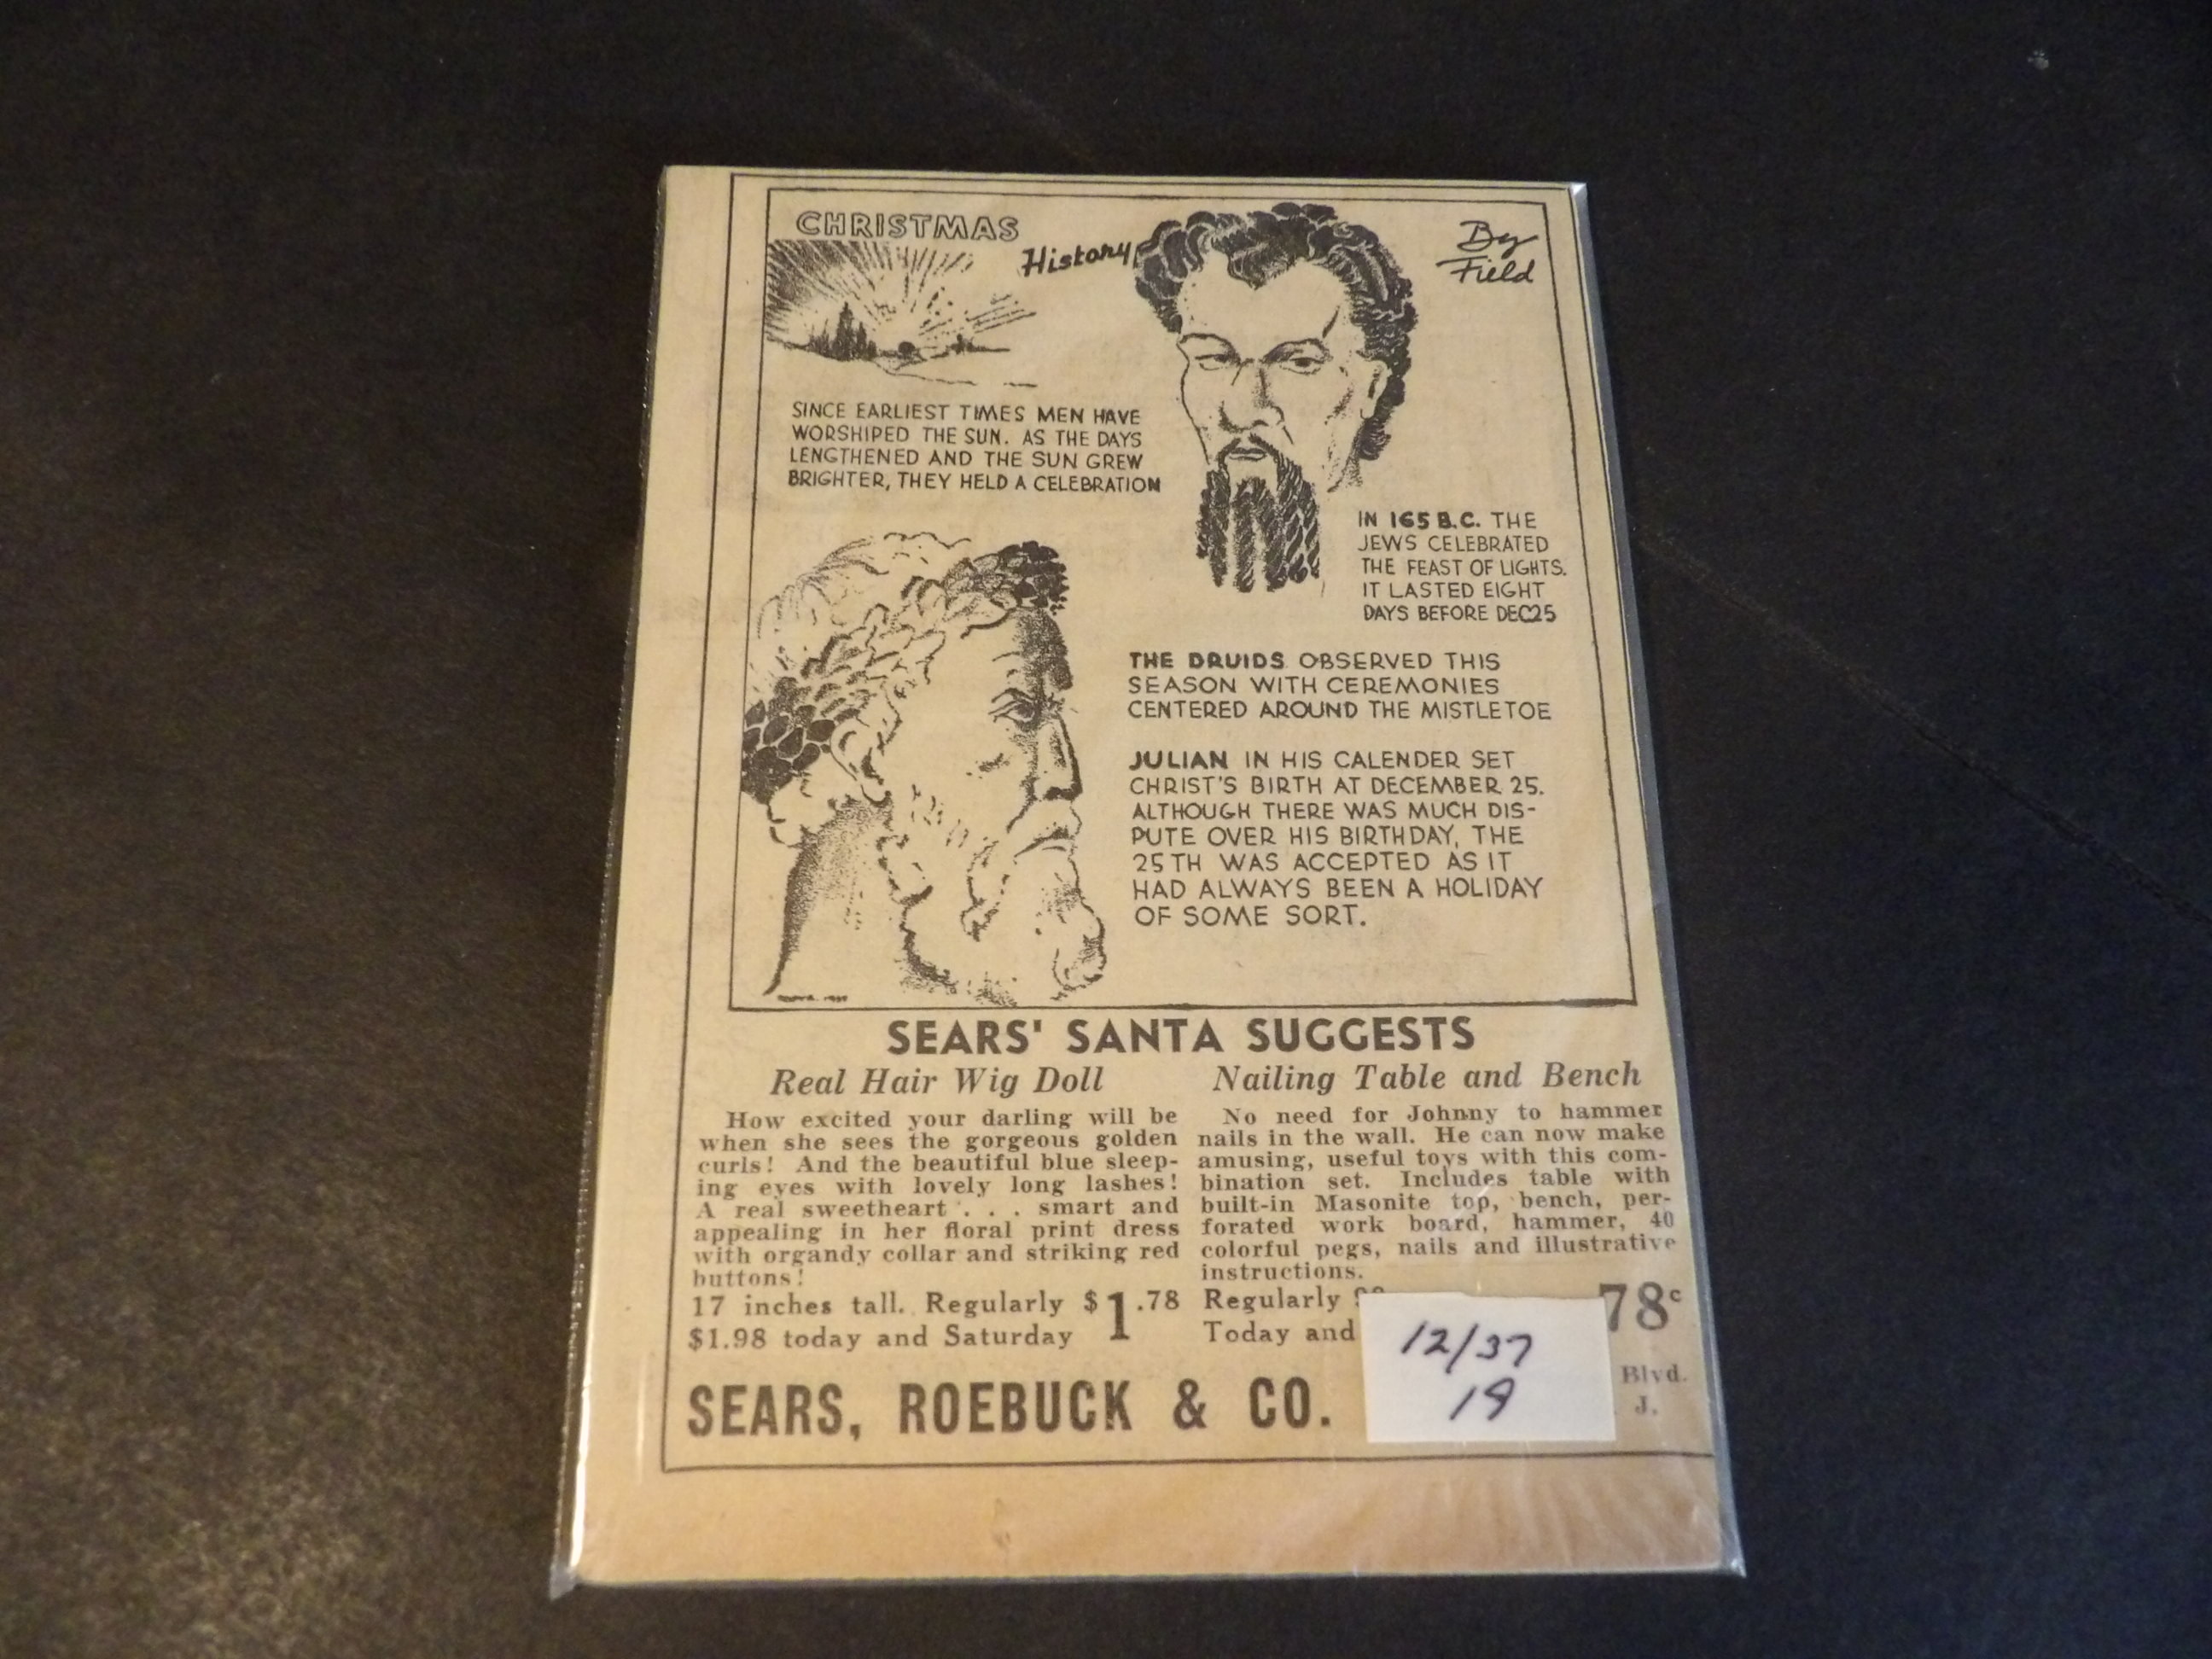 CHRISTMAS
History
By
Field
SINCE EARLIEST TIMES MEN HAVE
WORSHIPED THE SUN. AS THE DAYS
LENGTHENED AND THE SUN GREW
BRIGHTER, THEY HELD A CELEBRATION
IN 165 B.C. THE
JEWS CELEBRATED
THE FEAST OF LIGHTS.
IT LASTED EIGHT
DAYS BEFORE DEC25
THE DRUIDS OBSERVED THIS
SEASON WITH CEREMONIES
CENTERED AROUND THE MISTLETOE
JULIAN IN HIS CALENDER SET
CHRIST'S BIRTH AT DECEMBER 25.
ALTHOUGH THERE WAS MUCH DIS-
PUTE OVER HIS BIRTHDAY, THE
25TH WAS ACCEPTED AS IT
HAD ALWAYS BEEN A HOLIDAY
OF SOME SORT.
SEARS' SANTA SUGGESTS
Real Hair Wig Doll
How excited your darling will be
when she sees the gorgeous golden
curls! And the beautiful blue sleep-
ing eyes with lovely long lashes!
A real sweetheart . . . smart and
appealing in her floral print dress
with organdy collar and striking red
buttons!
17 inches tall. Regularly
$1.98 today and Saturday
$1.78
Nailing Table and Bench
No need for Johnny to hammer
nails in the wall. He can now make
amusing, useful toys with this com-
bination set. Includes table with
built-in Masonite top, bench, per-
forated work board, hammer, 40
colorful pegs, nails and illustrative
instructions.
Regularly
Today and
78c
12/37
19
SEARS, ROEBUCK & CO.
Blvd.
J.